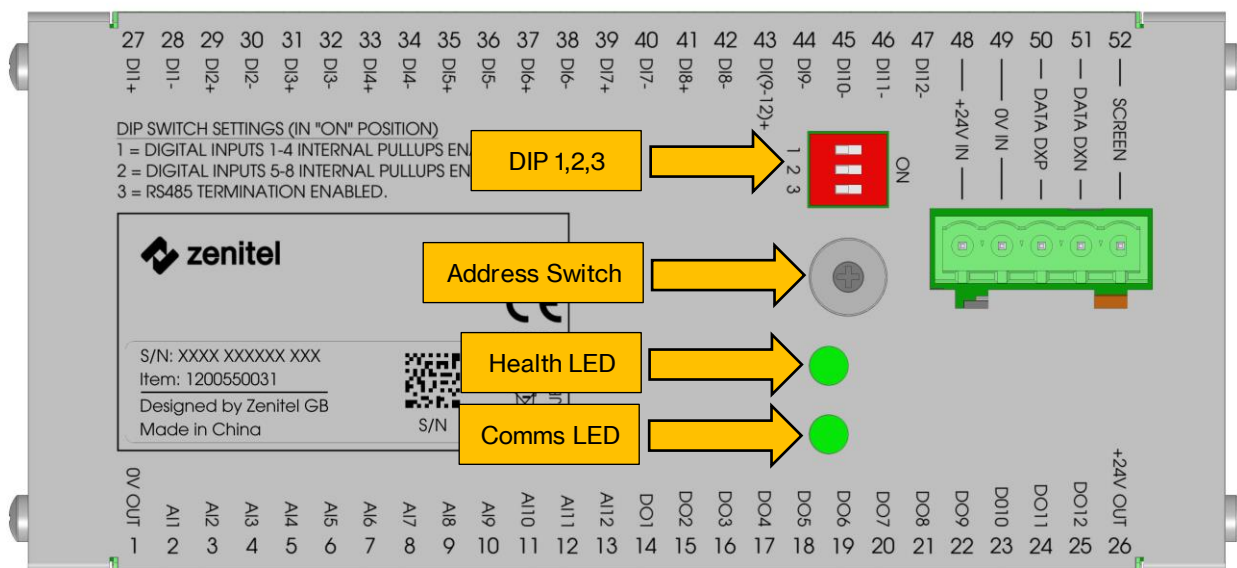 27 28 29 30 31 32 33 34 35 36 37 38 39 40 41 42 43 44 45 46 47 48 49 50 51 52
DI1+ DI1- DI2+ DI2- DI3+ DI3- DI4+ DI4- DI5+ DI5- DI6+ DI6- DI7+ DI7- DI8+ DI8- DI(9-12)+ DI9- DI10- DI11- DI12- +24V IN 0V IN DATA DXP DATA DXN SCREEN
DIP SWITCH SETTINGS (IN "ON" POSITION)
1 = DIGITAL INPUTS 1-4 INTERNAL PULLUPS
2 = DIGITAL INPUTS 5-8 INTERNAL PULLUPS
3 = RS485 TERMINATION ENABLED.
DIP 1,2,3
1 2 3
ON
zenitel
Address Switch
CE
S/N: XXXX XXXXXX XXX
Item: 1200550031
Designed by Zenitel GB
Made in China
S/N
Health LED
Comms LED
0V OUT AI1 AI2 AI3 AI4 AI5 AI6 AI7 AI8 AI9 AI10 AI11 AI12 DO1 DO2 DO3 DO4 DO5 DO6 DO7 DO8 DO9 D010 DO11 DO12 +24V OUT
1 2 3 4 5 6 7 8 9 10 11 12 13 14 15 16 17 18 19 20 21 22 23 24 25 26